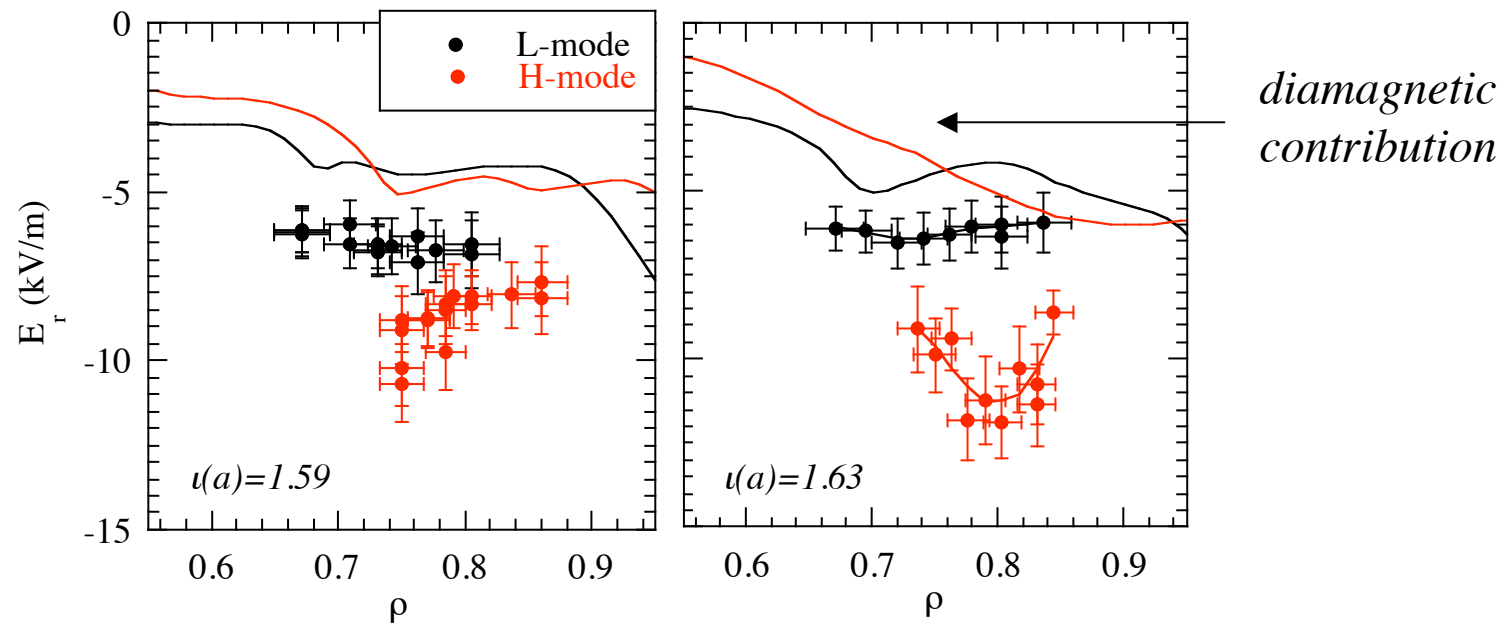 0
-5
-10
-15
E_r (kV/m)
L-mode
H-mode
ι(a)=1.59
0.6 0.7 0.8 0.9
ρ
ι(a)=1.63
0.6 0.7 0.8 0.9
ρ
diamagnetic
contribution